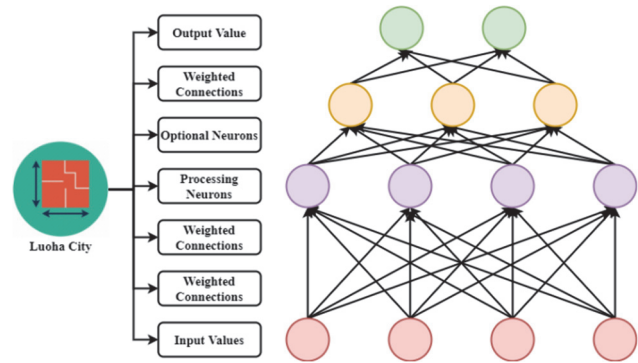 Output Value
Weighted
Connections
Optional Neurons
Processing
Neurons
Luoha City
Weighted
Connections
Weighted
Connections
Input Values